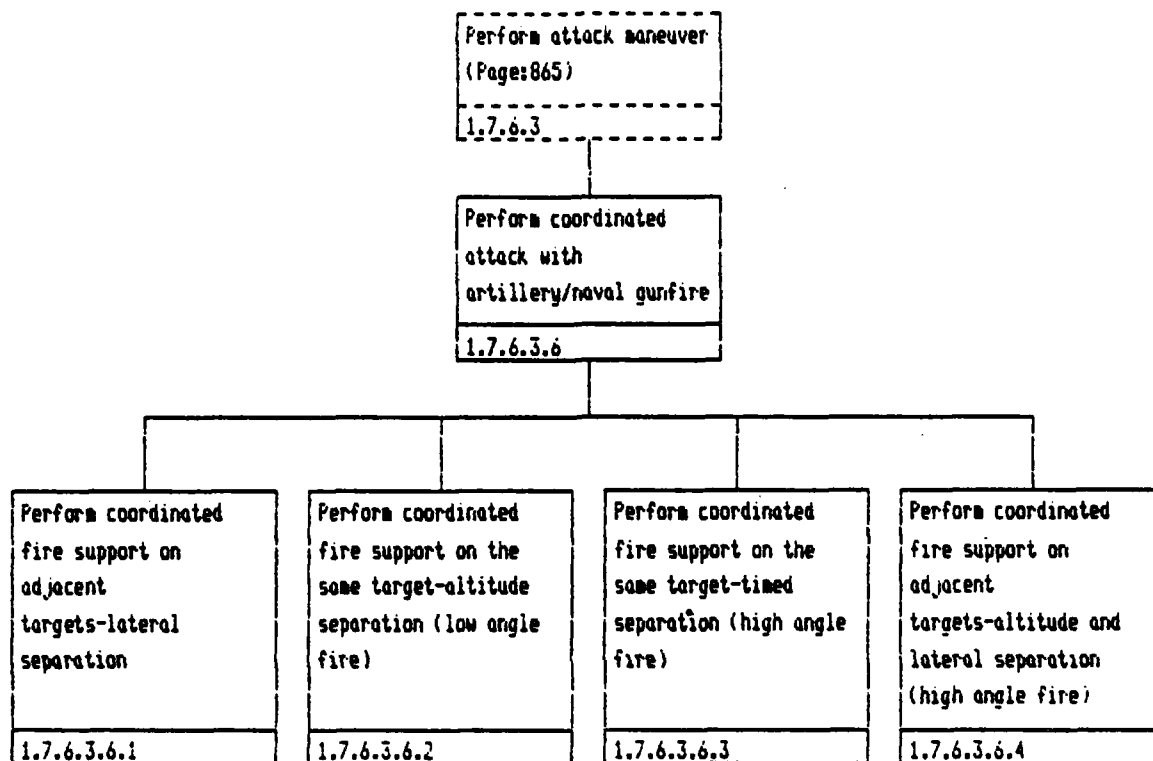 Perform attack maneuver
(Page:865)
1.7.6.3
Perform coordinated
attack with
artillery/naval gunfire
1.7.6.3.6
Perform coordinated
fire support on
adjacent
targets-lateral
separation
1.7.6.3.6.1
Perform coordinated
fire support on the
same target-altitude
separation (low angle
fire)
1.7.6.3.6.2
Perform coordinated
fire support on the
same target-timed
separation (high angle
fire)
1.7.6.3.6.3
Perform coordinated
fire support on
adjacent
targets-altitude and
lateral separation
(high angle fire)
1.7.6.3.6.4